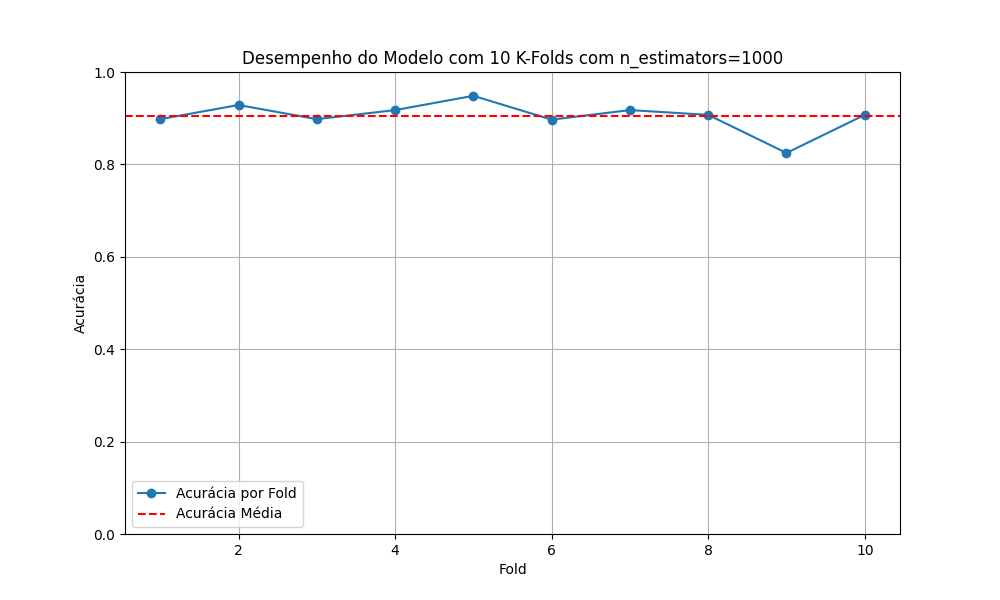 Desempenho do Modelo com 10 K-Folds com n_estimators=1000
1.0
0.8
0.6
0.4
0.2
0.0
Acurácia
Acurácia por Fold
Acurácia Média
2 4 6 8 10
Fold